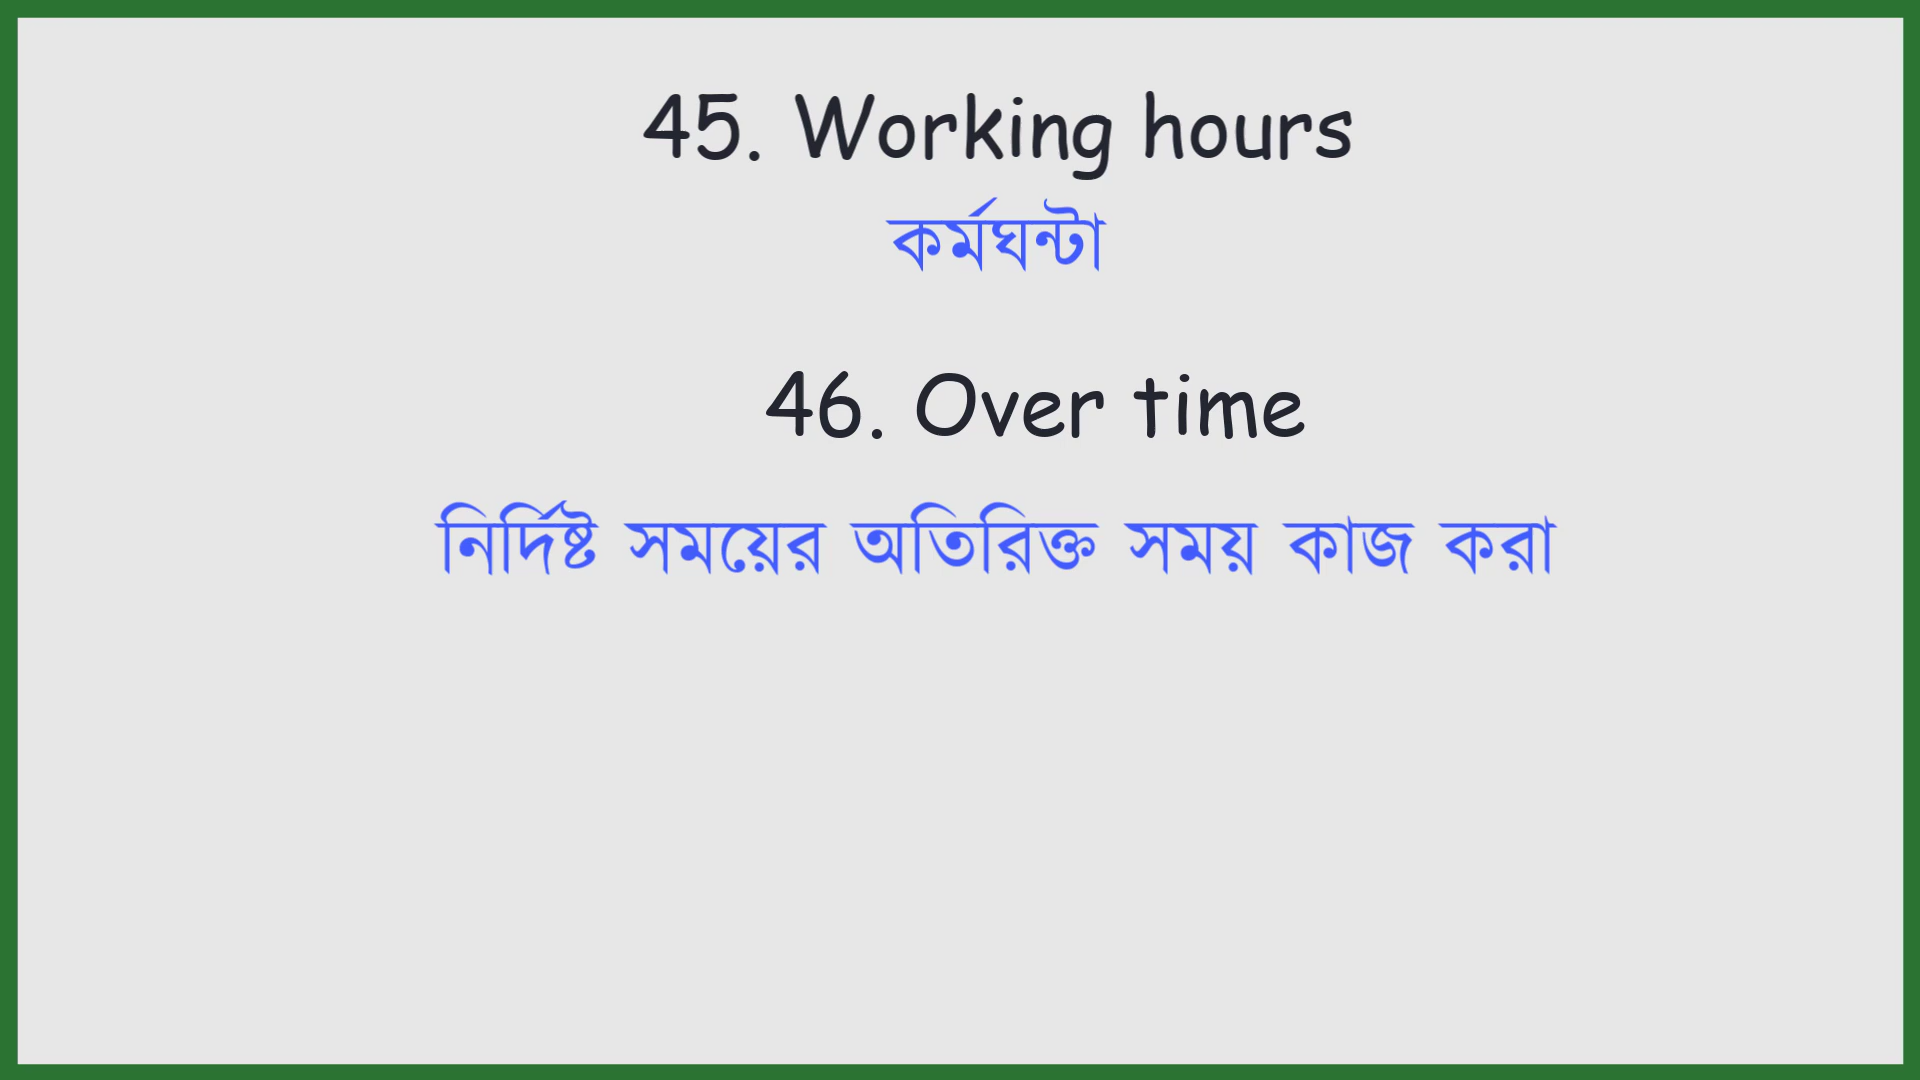 45. Working hours
কর্মঘন্টা
46. Over time
নির্দিষ্ট সময়ের অতিরিক্ত সময় কাজ করা